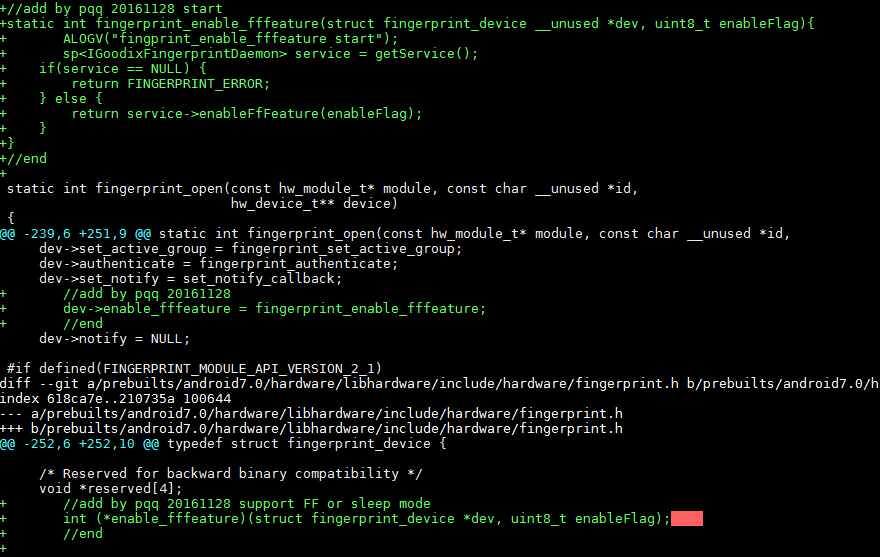 +//add by pqq 20161128 start
+static int fingerprint_enable_fffeature(struct fingerprint_device __unused *dev, uint8_t enableFlag){
+       ALOGV("fingprint_enable_fffeature start");
+       sp<IGoodixFingerprintDaemon> service = getService();
+    if(service == NULL) {
+        return FINGERPRINT_ERROR;
+    } else {
+        return service->enableFfFeature(enableFlag);
+    }
+}
+//end
+
 static int fingerprint_open(const hw_module_t* module, const char __unused *id,
                             hw_device_t** device)
 {
@@ -239,6 +251,9 @@ static int fingerprint_open(const hw_module_t* module, const char __unused *id,
     dev->set_active_group = fingerprint_set_active_group;
     dev->authenticate = fingerprint_authenticate;
     dev->set_notify = set_notify_callback;
+       //add by pqq 20161128
+       dev->enable_fffeature = fingerprint_enable_fffeature;
+       //end
     dev->notify = NULL;

 #if defined(FINGERPRINT_MODULE_API_VERSION_2_1)
diff --git a/prebuilts/android7.0/hardware/libhardware/include/hardware/fingerprint.h b/prebuilts/android7.0/h
index 618ca7e..210735a 100644
--- a/prebuilts/android7.0/hardware/libhardware/include/hardware/fingerprint.h
+++ b/prebuilts/android7.0/hardware/libhardware/include/hardware/fingerprint.h
@@ -252,6 +252,10 @@ typedef struct fingerprint_device {

     /* Reserved for backward binary compatibility */
     void *reserved[4];
+       //add by pqq 20161128 support FF or sleep mode
+       int (*enable_fffeature)(struct fingerprint_device *dev, uint8_t enableFlag);
+       //end
+